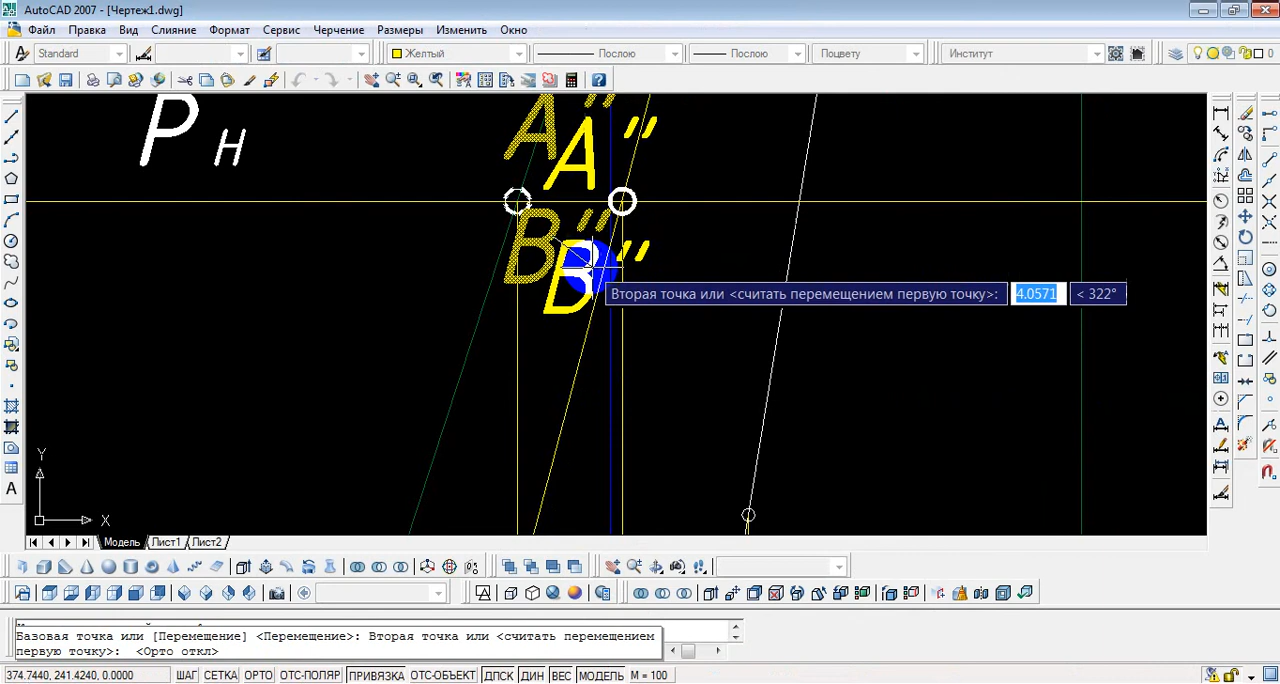 AutoCAD 2007 - [Чертеж1.dwg]
Файл Правка Вид Слияние Формат Сервис Черчение Размеры Изменить Окно
Standard Желтый Послою Послою Поцвету Институт 0
P H
A" A"
B" B"
Вторая точка или <считать перемещением первую точку>: 4.0571 < 322°
Y
X
Модель Лист1 Лист2
Базовая точка или [Перемещение] <Перемещение>: Вторая точка или <считать перемещением
первую точку>: <Орто откл>
374.7440, 241.4240, 0.0000 ШАГ СЕТКА ОРТО ОТС-ПОЛЯР ПРИВЯЗКА ОТС-ОБЪЕКТ ДПСК ДИН ВЕС МОДЕЛЬ М = 100